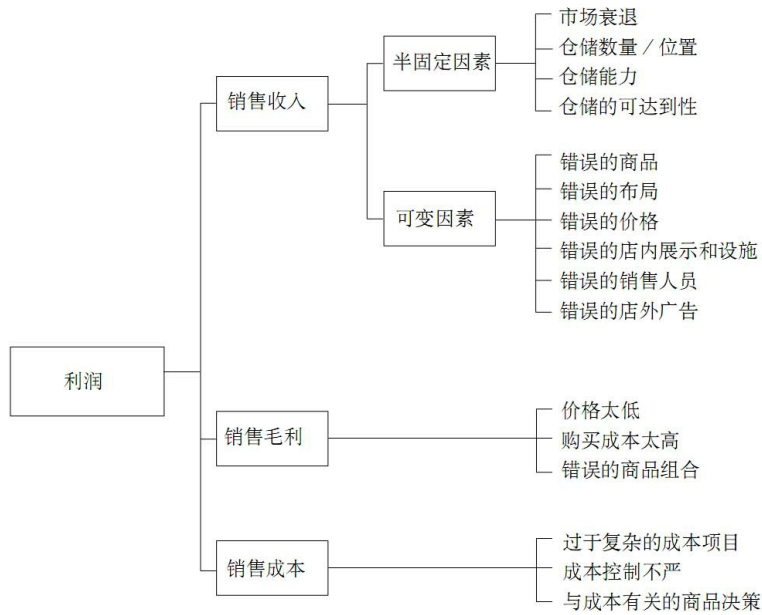 利润
销售收入
半固定因素
市场衰退
仓储数量／位置
仓储能力
仓储的可达到性
可变因素
错误的商品
错误的布局
错误的价格
错误的店内展示和设施
错误的销售人员
错误的店外广告
销售毛利
价格太低
购买成本太高
错误的商品组合
销售成本
过于复杂的成本项目
成本控制不严
与成本有关的商品决策